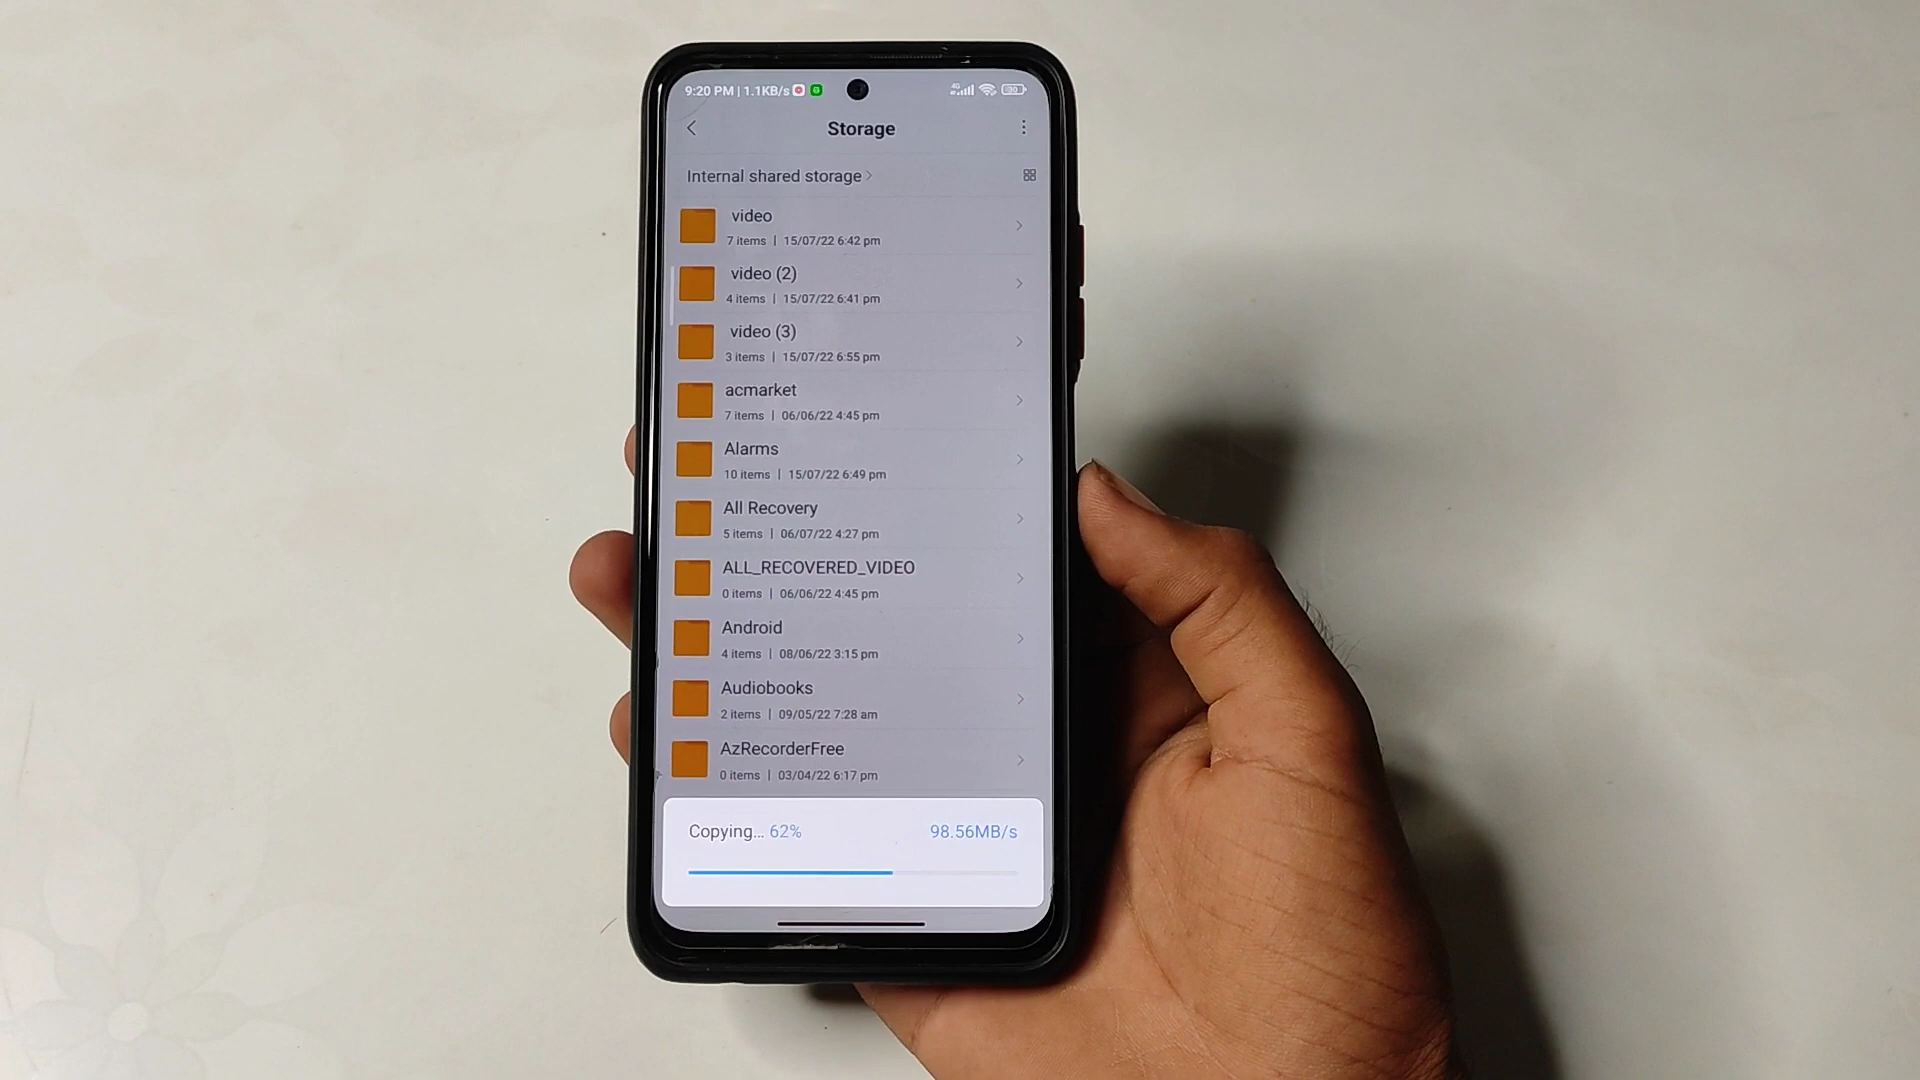 9:20 PM | 1.1KB/s
4G
Storage
Internal shared storage
video
7 items | 15/07/22 6:42 pm
video (2)
4 items | 15/07/22 6:41 pm
video (3)
3 items | 15/07/22 6:55 pm
acmarket
7 items | 06/06/22 4:45 pm
Alarms
10 items | 15/07/22 6:49 pm
All Recovery
5 items | 06/07/22 4:27 pm
ALL_RECOVERED_VIDEO
0 items | 06/06/22 4:45 pm
Android
4 items | 08/06/22 3:15 pm
Audiobooks
2 items | 09/05/22 7:28 am
AzRecorderFree
0 items | 03/04/22 6:17 pm
Copying... 62% 98.56MB/s